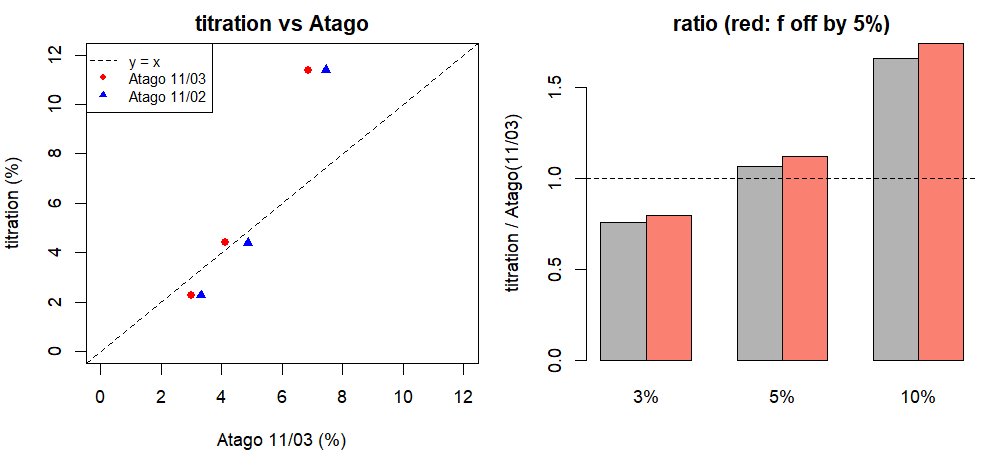 titration vs Atago
y = x
Atago 11/03
Atago 11/02
titration (%)
12
10
8
6
4
2
0
0 2 4 6 8 10 12
Atago 11/03 (%)
ratio (red: f off by 5%)
titration / Atago(11/03)
1.5
1.0
0.5
0.0
3% 5% 10%